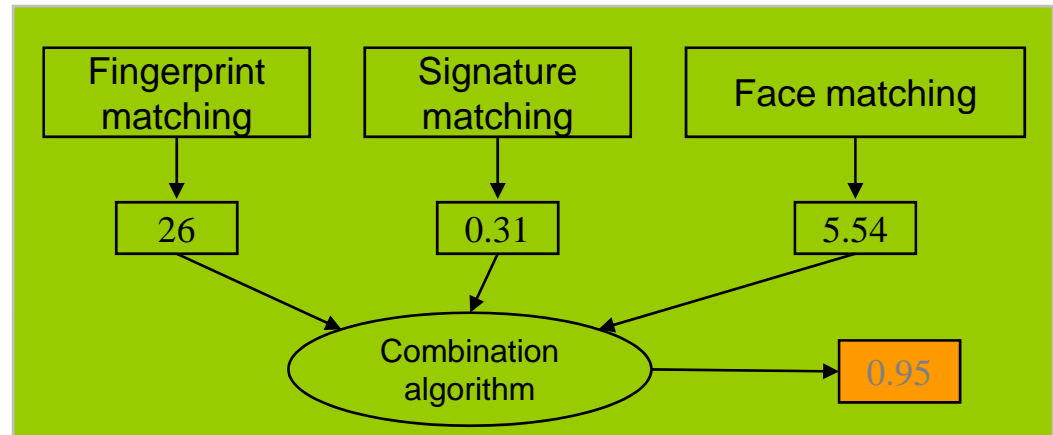 Fingerprint
matching
Signature
matching
Face matching
26
0.31
5.54
Combination
algorithm
0.95